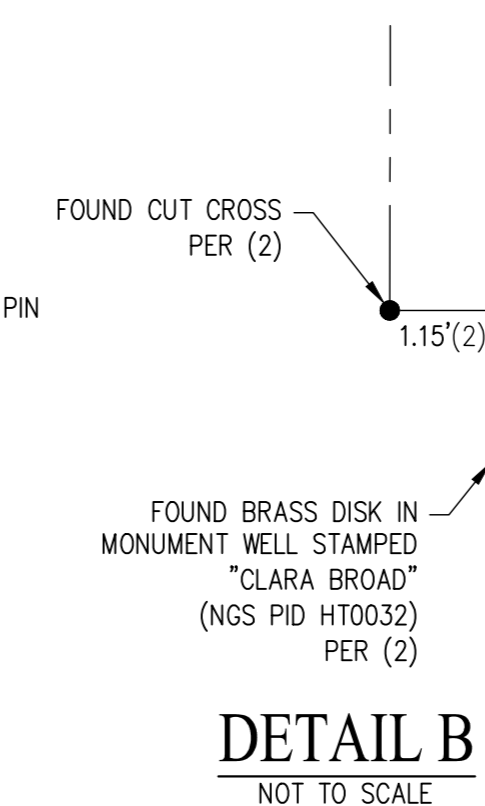 FOUND CUT CROSS
PER (2)
PIN
1.15'(2)
FOUND BRASS DISK IN
MONUMENT WELL STAMPED
"CLARA BROAD"
(NGS PID HT0032)
PER (2)
DETAIL B
NOT TO SCALE